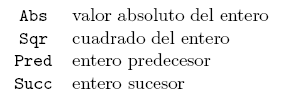 Abs valor absoluto del entero
Sqr cuadrado del entero
Pred entero predecesor
Succ entero sucesor